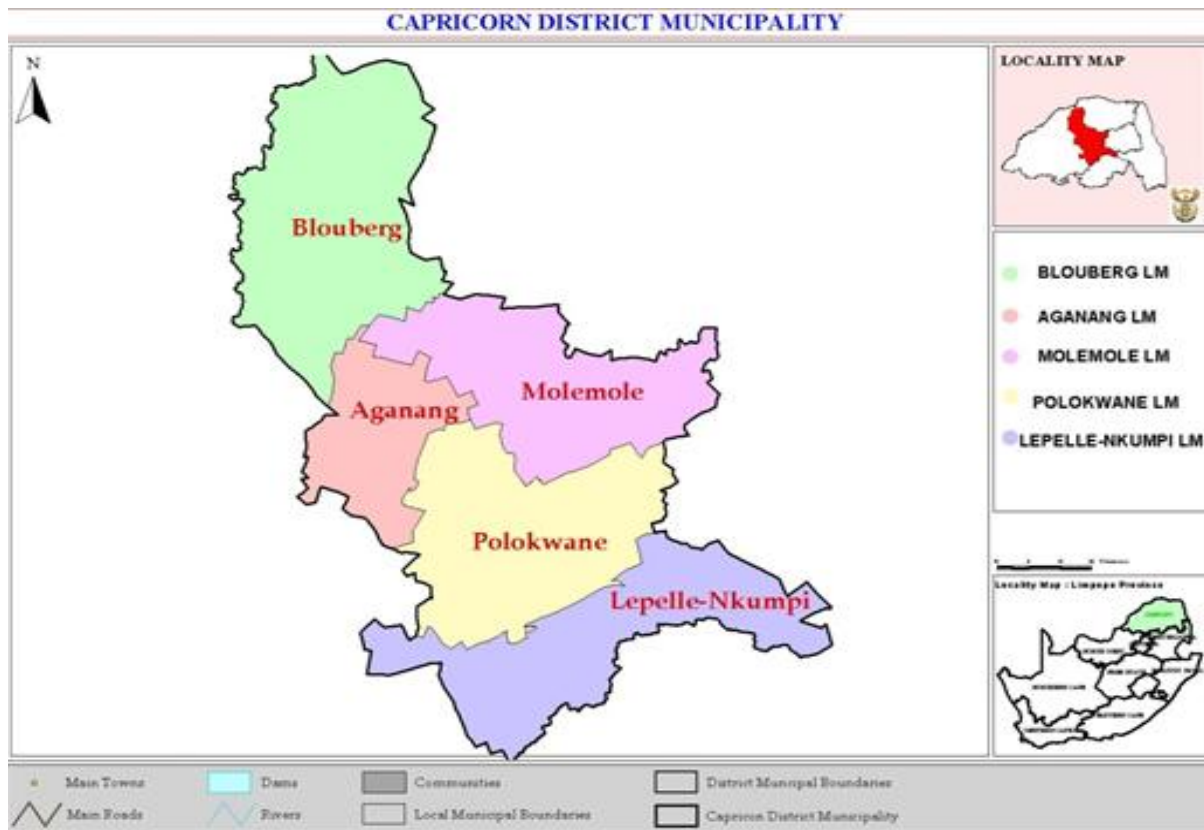 CAPRICORN DISTRICT MUNICIPALITY
N
LOCALITY MAP
Blouberg
Molemole
Aganang
Polokwane
Lepelle-Nkumpi
BLOUBERG LM
AGANANG LM
MOLEMOLE LM
POLOKWANE LM
LEPELLE-NKUMPI LM
Locality Map : Limpopo Province
Main Towns
Dams
Communities
District Municipal Boundaries
Main Roads
Rivers
Local Municipal Boundaries
Capricon District Municipality